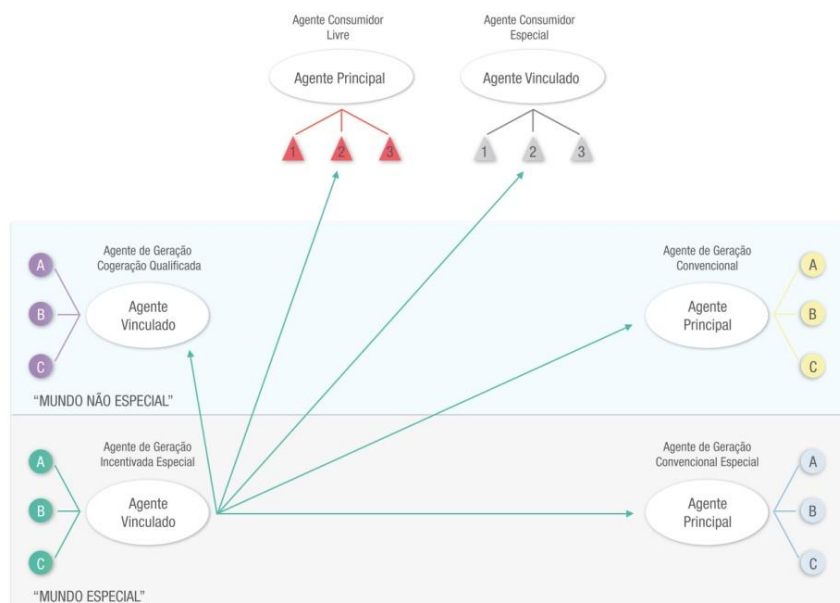 Agente Consumidor
Livre
Agente Principal
1
2
3
Agente Consumidor
Especial
Agente Vinculado
1
2
3
Agente de Geração
Cogeração Qualificada
A
B
C
Agente
Vinculado
Agente de Geração
Convencional
Agente
Principal
A
B
C
“MUNDO NÃO ESPECIAL”
Agente de Geração
Incentivada Especial
A
B
C
Agente
Vinculado
Agente de Geração
Convencional Especial
Agente
Principal
A
B
C
“MUNDO ESPECIAL”